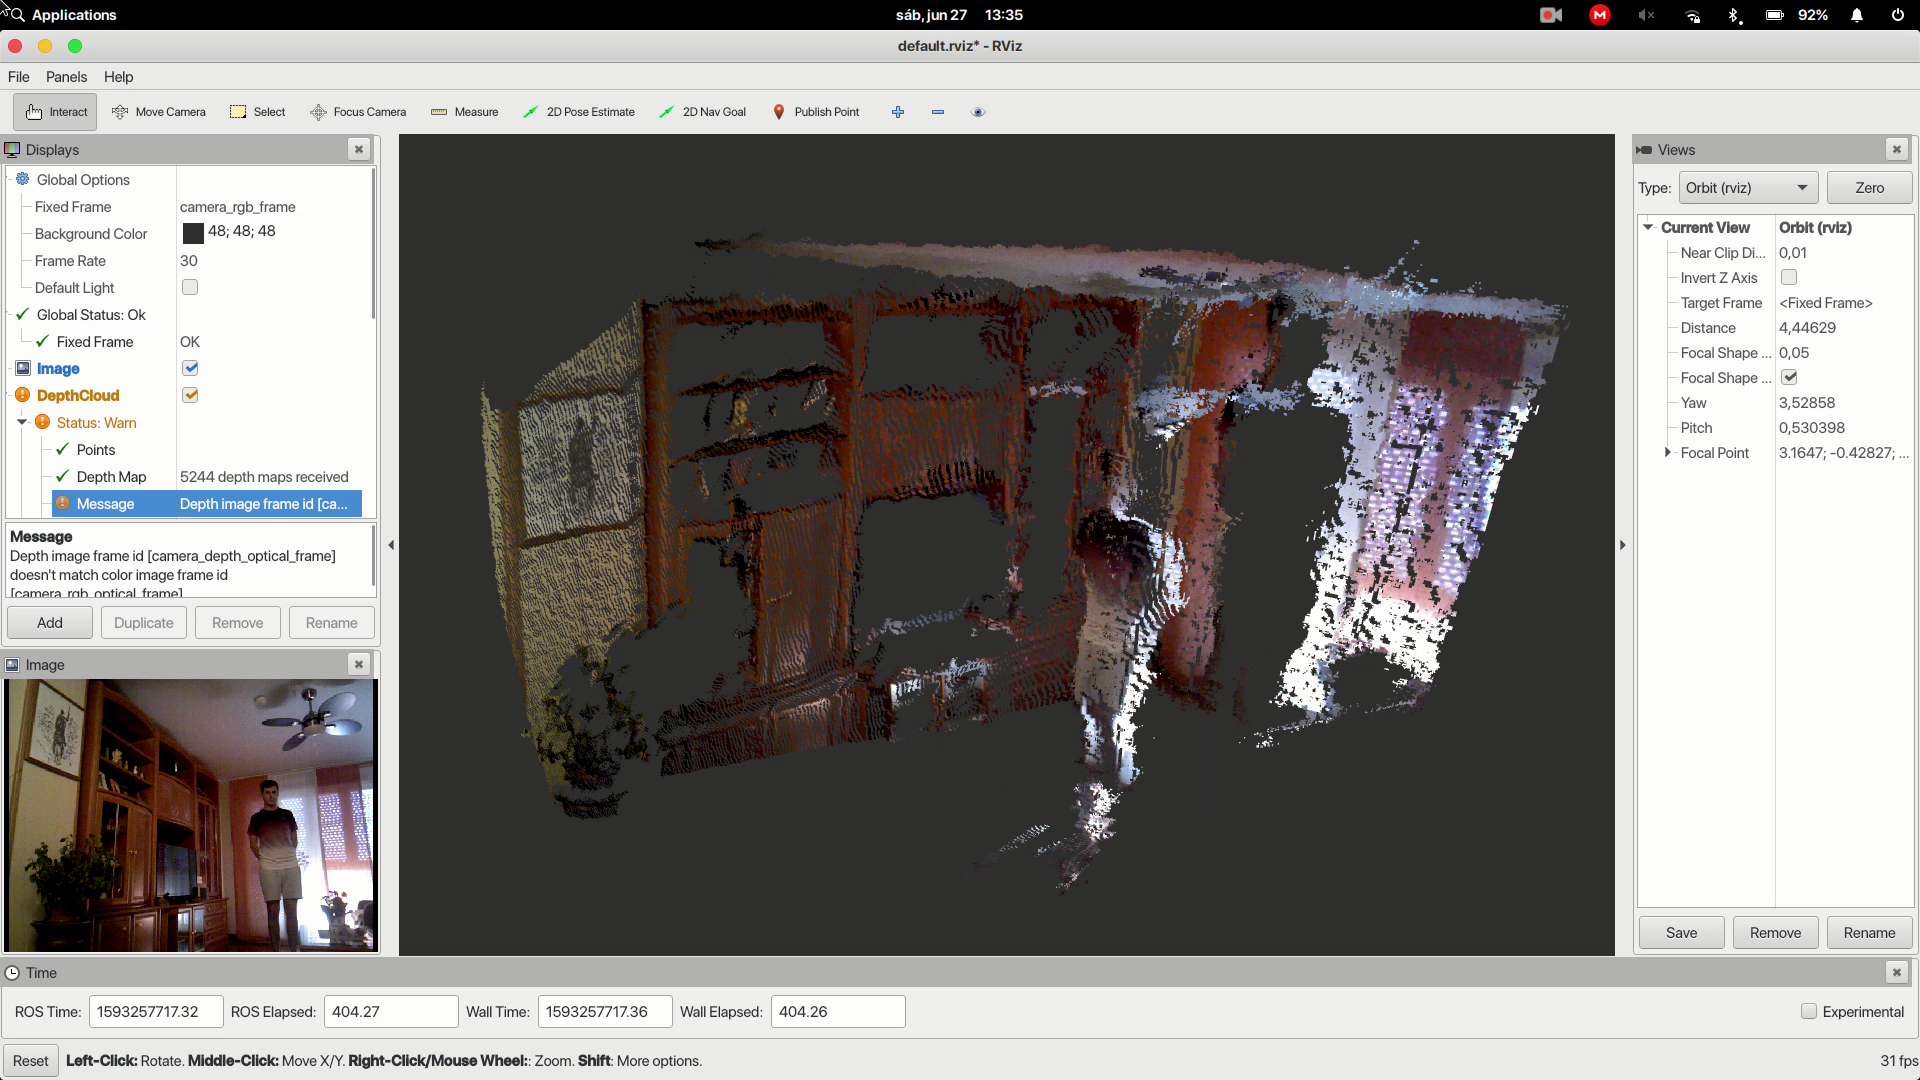 Applications
sáb, jun 27 13:35
M
92%
default.rviz* - RViz
File Panels Help
Interact Move Camera Select Focus Camera Measure 2D Pose Estimate 2D Nav Goal Publish Point
Displays
Global Options
Fixed Frame camera_rgb_frame
Background Color 48; 48; 48
Frame Rate 30
Default Light
Global Status: Ok
Fixed Frame OK
Image
DepthCloud
Status: Warn
Points
Depth Map 5244 depth maps received
Message Depth image frame id [ca...
Message
Depth image frame id [camera_depth_optical_frame]
doesn't match color image frame id
[camera_rgb_optical_frame]
Add Duplicate Remove Rename
Image
Views
Type: Orbit (rviz) Zero
Current View Orbit (rviz)
Near Clip Di... 0,01
Invert Z Axis
Target Frame <Fixed Frame>
Distance 4,44629
Focal Shape ... 0,05
Focal Shape ...
Yaw 3,52858
Pitch 0,530398
Focal Point 3.1647; -0.42827; ...
Save Remove Rename
Time
ROS Time: 1593257717.32 ROS Elapsed: 404.27 Wall Time: 1593257717.36 Wall Elapsed: 404.26
Experimental
Reset Left-Click: Rotate. Middle-Click: Move X/Y. Right-Click/Mouse Wheel:: Zoom. Shift: More options.
31 fps